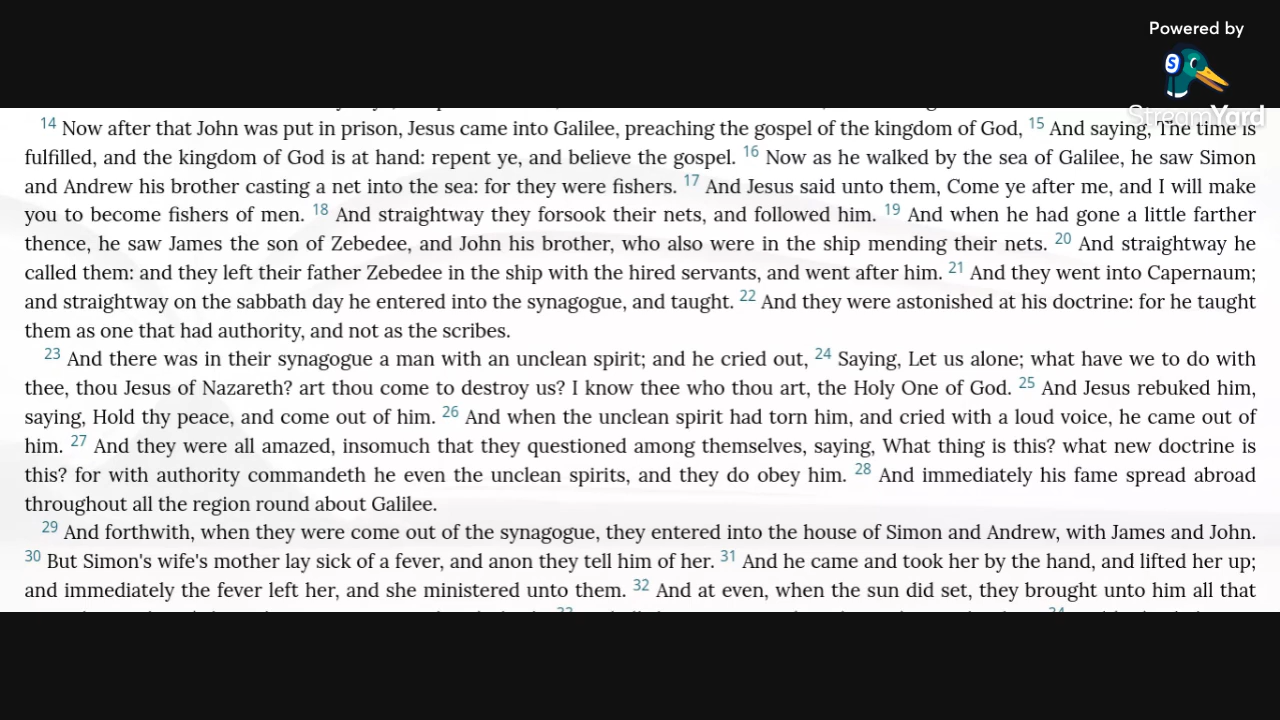 Powered by
StreamYard
14 Now after that John was put in prison, Jesus came into Galilee, preaching the gospel of the kingdom of God, 15 And saying, The time is
fulfilled, and the kingdom of God is at hand: repent ye, and believe the gospel. 16 Now as he walked by the sea of Galilee, he saw Simon
and Andrew his brother casting a net into the sea: for they were fishers. 17 And Jesus said unto them, Come ye after me, and I will make
you to become fishers of men. 18 And straightway they forsook their nets, and followed him. 19 And when he had gone a little farther
thence, he saw James the son of Zebedee, and John his brother, who also were in the ship mending their nets. 20 And straightway he
called them: and they left their father Zebedee in the ship with the hired servants, and went after him. 21 And they went into Capernaum;
and straightway on the sabbath day he entered into the synagogue, and taught. 22 And they were astonished at his doctrine: for he taught
them as one that had authority, and not as the scribes.
23 And there was in their synagogue a man with an unclean spirit; and he cried out, 24 Saying, Let us alone; what have we to do with
thee, thou Jesus of Nazareth? art thou come to destroy us? I know thee who thou art, the Holy One of God. 25 And Jesus rebuked him,
saying, Hold thy peace, and come out of him. 26 And when the unclean spirit had torn him, and cried with a loud voice, he came out of
him. 27 And they were all amazed, insomuch that they questioned among themselves, saying, What thing is this? what new doctrine is
this? for with authority commandeth he even the unclean spirits, and they do obey him. 28 And immediately his fame spread abroad
throughout all the region round about Galilee.
29 And forthwith, when they were come out of the synagogue, they entered into the house of Simon and Andrew, with James and John.
30 But Simon's wife's mother lay sick of a fever, and anon they tell him of her. 31 And he came and took her by the hand, and lifted her up;
and immediately the fever left her, and she ministered unto them. 32 And at even, when the sun did set, they brought unto him all that